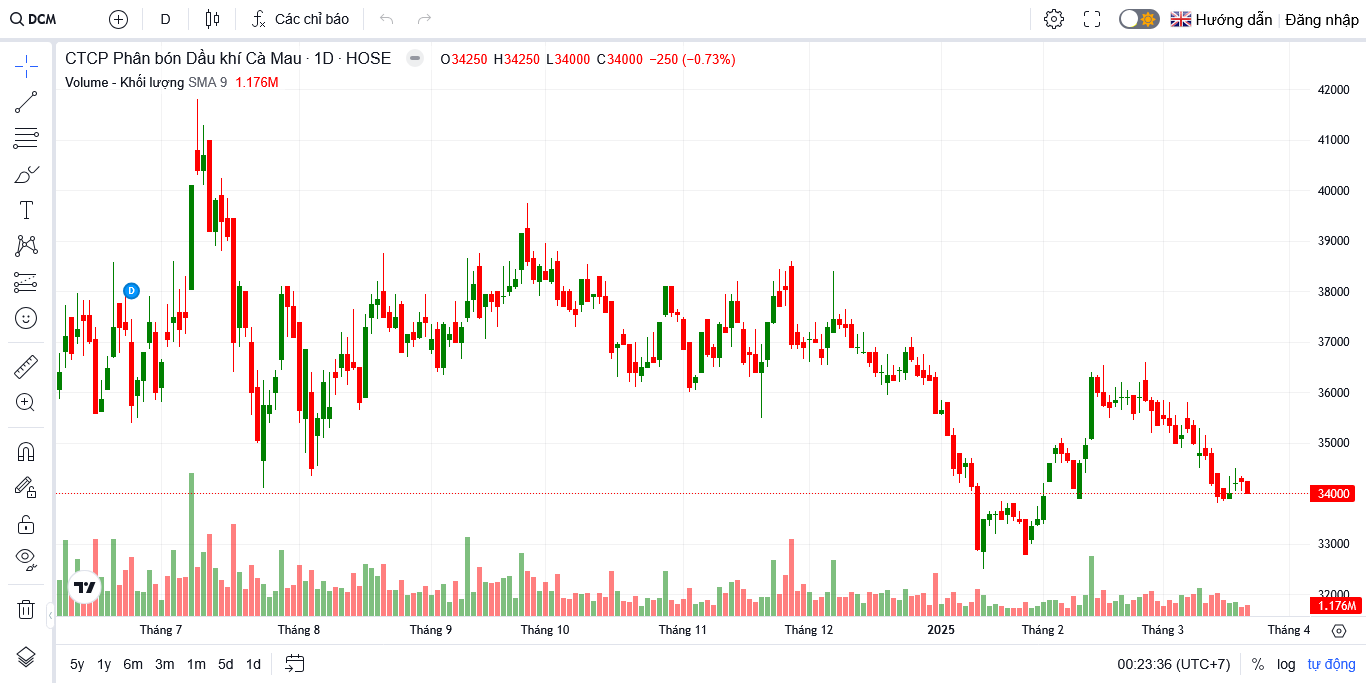 DCM D Các chỉ báo Hướng dẫn Đăng nhập
CTCP Phân bón Dầu khí Cà Mau · 1D · HOSE O34250 H34250 L34000 C34000 −250 (−0.73%)
Volume - Khối lượng SMA 9 1.176M
42000
41000
40000
39000
D
38000
37000
36000
35000
34000
33000
32000
1.176M
Tháng 7 Tháng 8 Tháng 9 Tháng 10 Tháng 11 Tháng 12 2025 Tháng 2 Tháng 3 Tháng 4
5y 1y 6m 3m 1m 5d 1d 00:23:36 (UTC+7) % log tự động